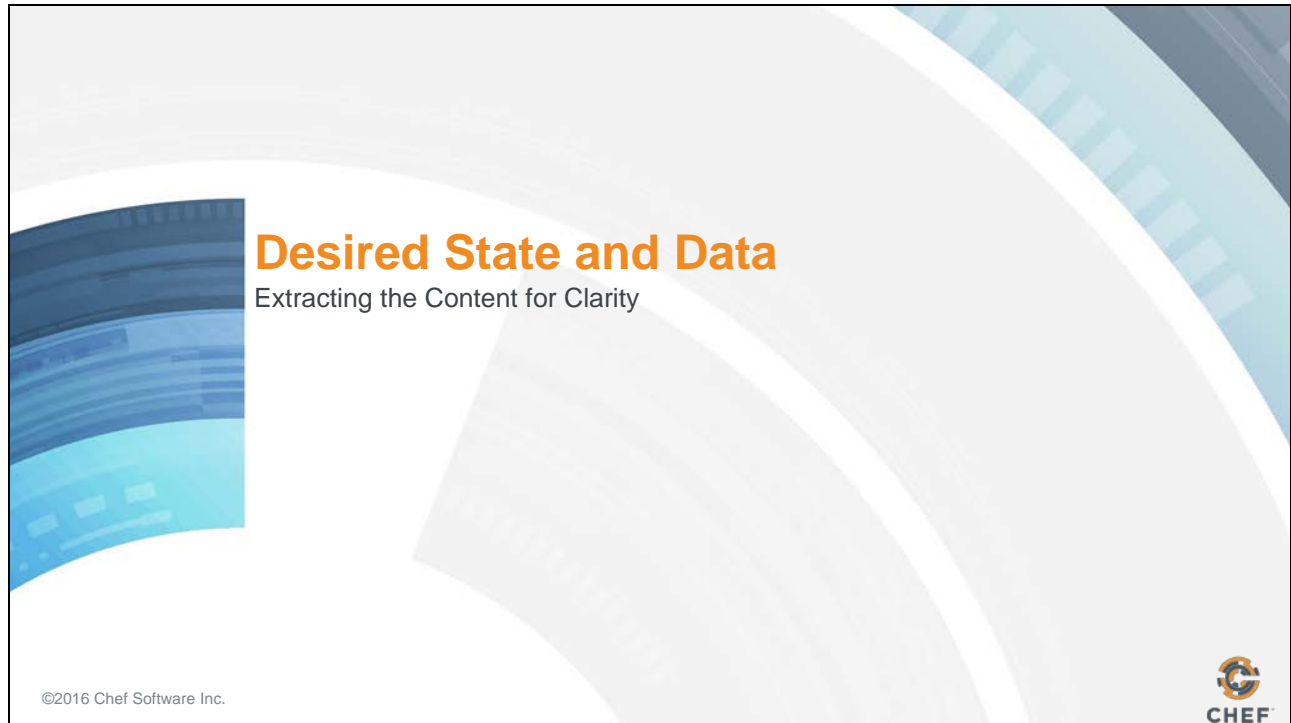 Desired State and Data
Extracting the Content for Clarity
©2016 Chef Software Inc.
CHEF